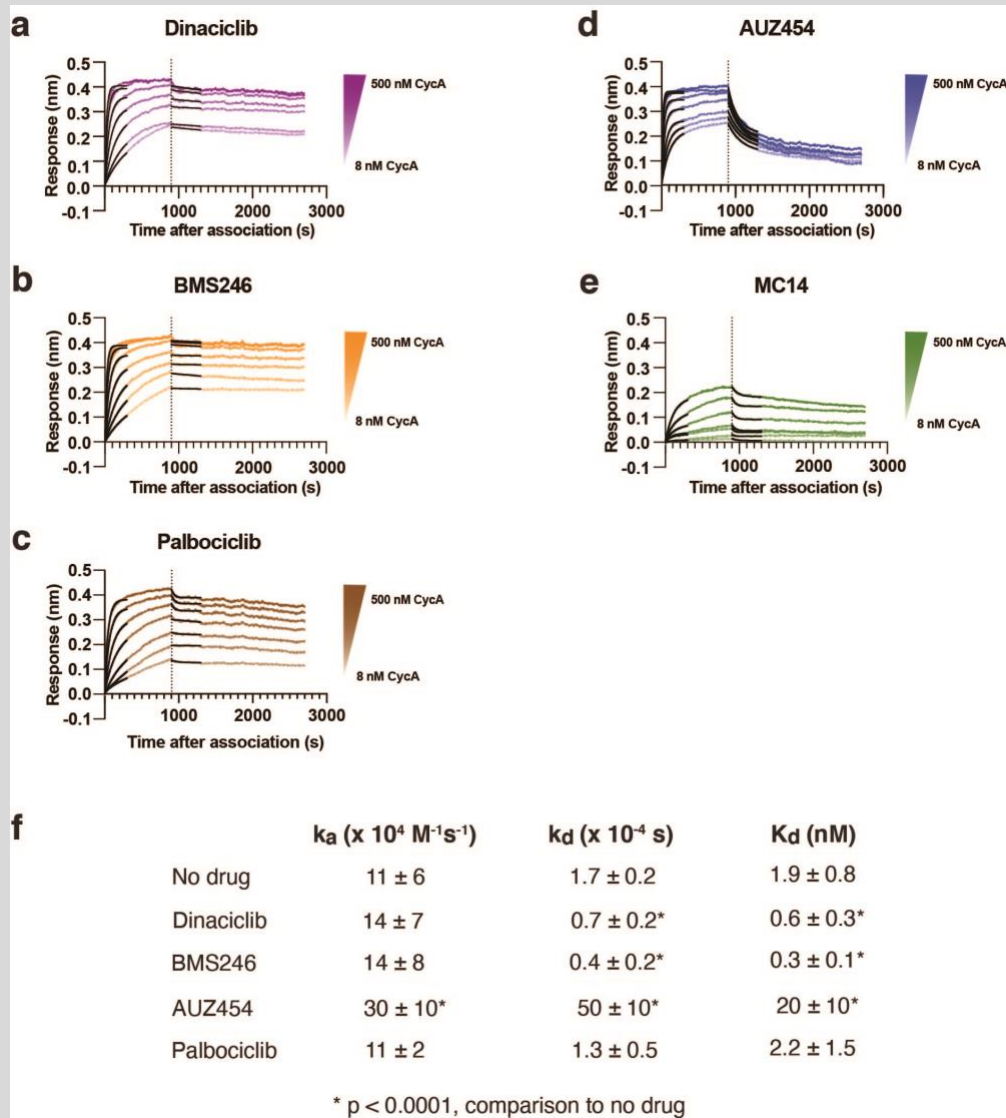 a
Dinaciclib
0.5
0.4
0.3
0.2
0.1
0.0
-0.1
Response (nm)
1000 2000 3000
Time after association (s)
500 nM CycA
8 nM CycA
b
BMS246
0.5
0.4
0.3
0.2
0.1
0.0
-0.1
Response (nm)
1000 2000 3000
Time after association (s)
500 nM CycA
8 nM CycA
c
Palbociclib
0.5
0.4
0.3
0.2
0.1
0.0
-0.1
Response (nm)
1000 2000 3000
Time after association (s)
500 nM CycA
8 nM CycA
d
AUZ454
0.5
0.4
0.3
0.2
0.1
0.0
-0.1
Response (nm)
1000 2000 3000
Time after association (s)
500 nM CycA
8 nM CycA
e
MC14
0.5
0.4
0.3
0.2
0.1
0.0
-0.1
Response (nm)
1000 2000 3000
Time after association (s)
500 nM CycA
8 nM CycA
f
ka (x 10⁴ M⁻¹s⁻¹) kd (x 10⁻⁴ s) Kd (nM)
No drug 11 ± 6 1.7 ± 0.2 1.9 ± 0.8
Dinaciclib 14 ± 7 0.7 ± 0.2* 0.6 ± 0.3*
BMS246 14 ± 8 0.4 ± 0.2* 0.3 ± 0.1*
AUZ454 30 ± 10* 50 ± 10* 20 ± 10*
Palbociclib 11 ± 2 1.3 ± 0.5 2.2 ± 1.5
* p < 0.0001, comparison to no drug